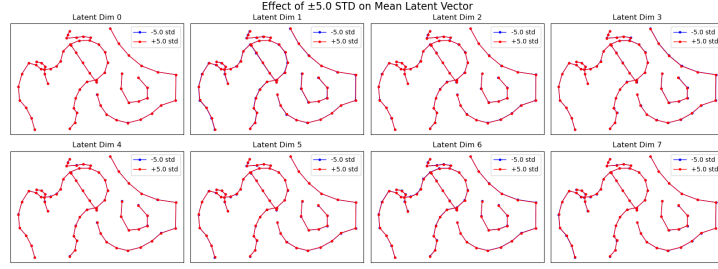 Effect of ±5.0 STD on Mean Latent Vector
Latent Dim 0
-5.0 std
+5.0 std
Latent Dim 1
-5.0 std
+5.0 std
Latent Dim 2
-5.0 std
+5.0 std
Latent Dim 3
-5.0 std
+5.0 std
Latent Dim 4
-5.0 std
+5.0 std
Latent Dim 5
-5.0 std
+5.0 std
Latent Dim 6
-5.0 std
+5.0 std
Latent Dim 7
-5.0 std
+5.0 std